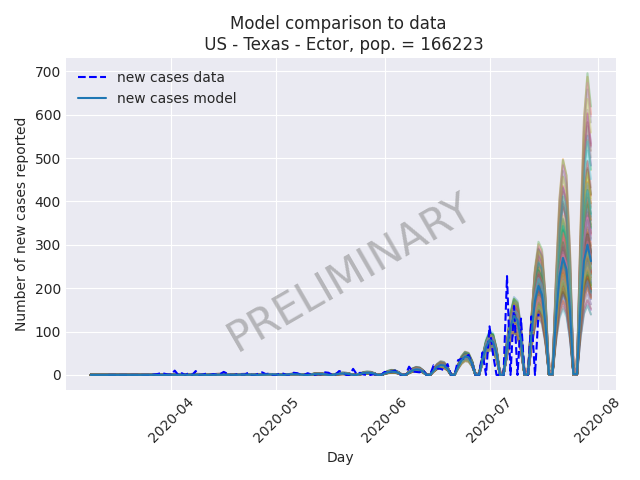 Model comparison to data
US - Texas - Ector, pop. = 166223
new cases data
new cases model
Number of new cases reported
700
600
500
400
300
200
100
0
PRELIMINARY
2020-04
2020-05
2020-06
2020-07
2020-08
Day